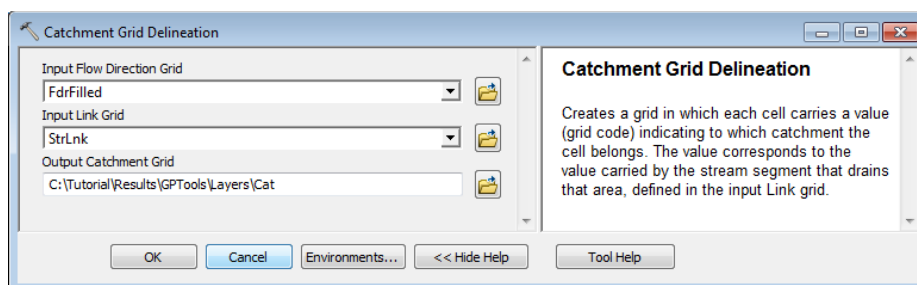 Catchment Grid Delineation
Input Flow Direction Grid
FdrFilled
Input Link Grid
StrLnk
Output Catchment Grid
C:\Tutorial\Results\GPTools\Layers\Cat
Catchment Grid Delineation
Creates a grid in which each cell carries a value
(grid code) indicating to which catchment the
cell belongs. The value corresponds to the
value carried by the stream segment that drains
that area, defined in the input Link grid.
OK
Cancel
Environments...
<< Hide Help
Tool Help